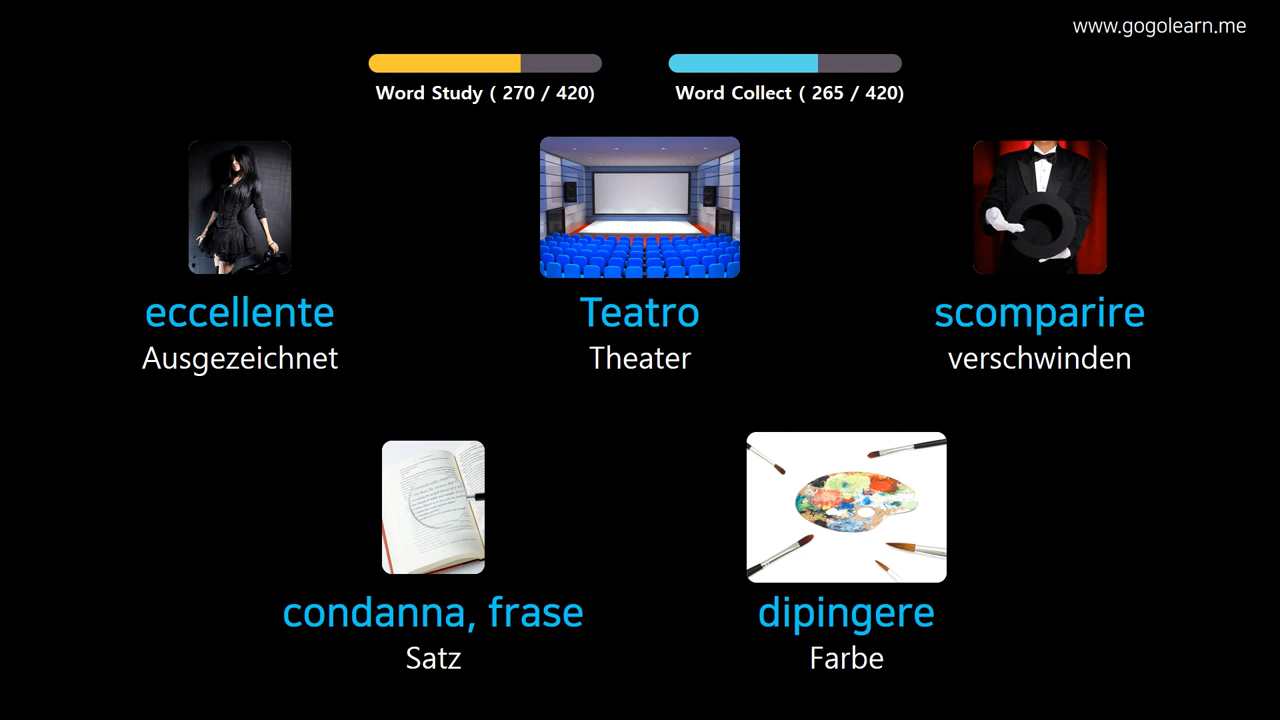 www.gogolearn.me
Word Study ( 270 / 420)
Word Collect ( 265 / 420)
eccellente
Ausgezeichnet
Teatro
Theater
scomparire
verschwinden
condanna, frase
Satz
dipingere
Farbe